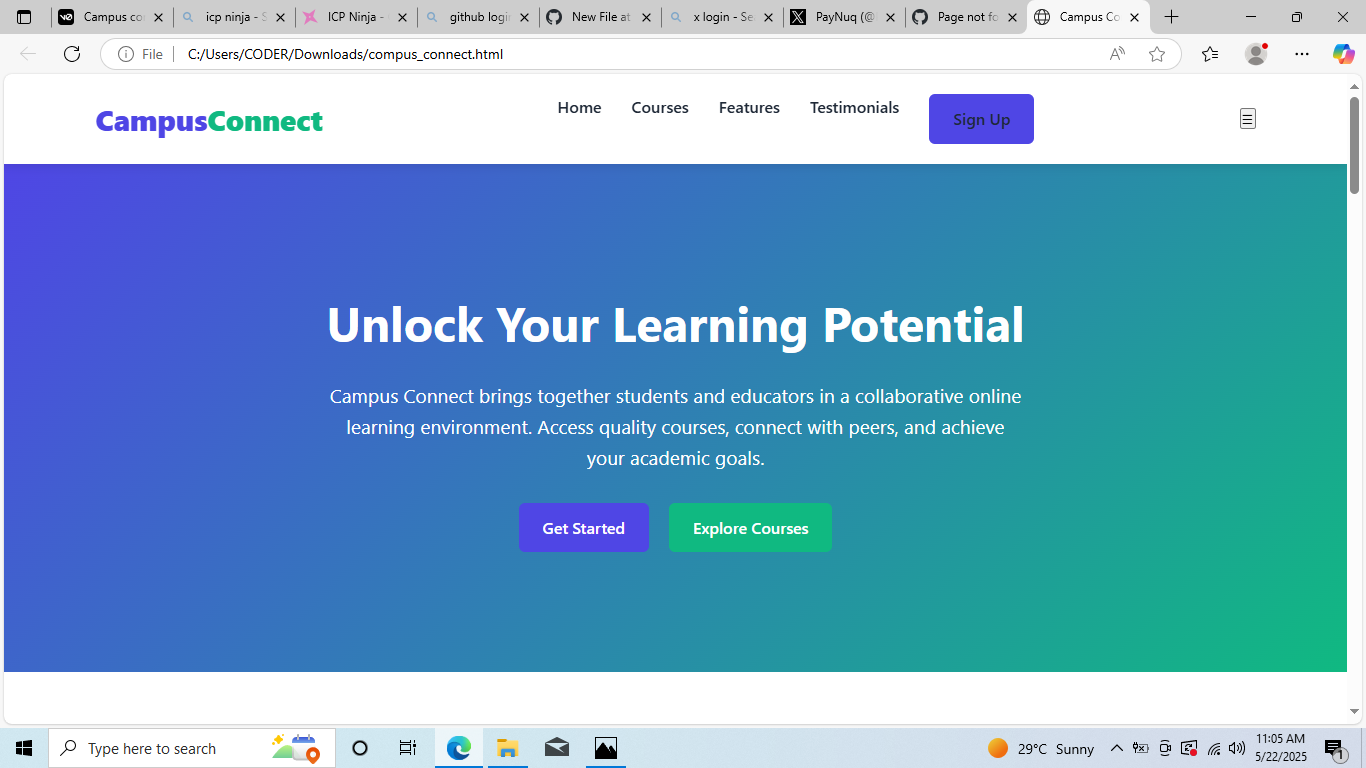 Campus co
icp ninja - S
ICP Ninja -
github login
New File at
x login - Se
PayNuq (@
Page not fo
Campus Co
File
C:/Users/CODER/Downloads/compus_connect.html
CampusConnect
Home
Courses
Features
Testimonials
Sign Up
Unlock Your Learning Potential
Campus Connect brings together students and educators in a collaborative online
learning environment. Access quality courses, connect with peers, and achieve
your academic goals.
Get Started
Explore Courses
Type here to search
29°C Sunny
11:05 AM
5/22/2025
1